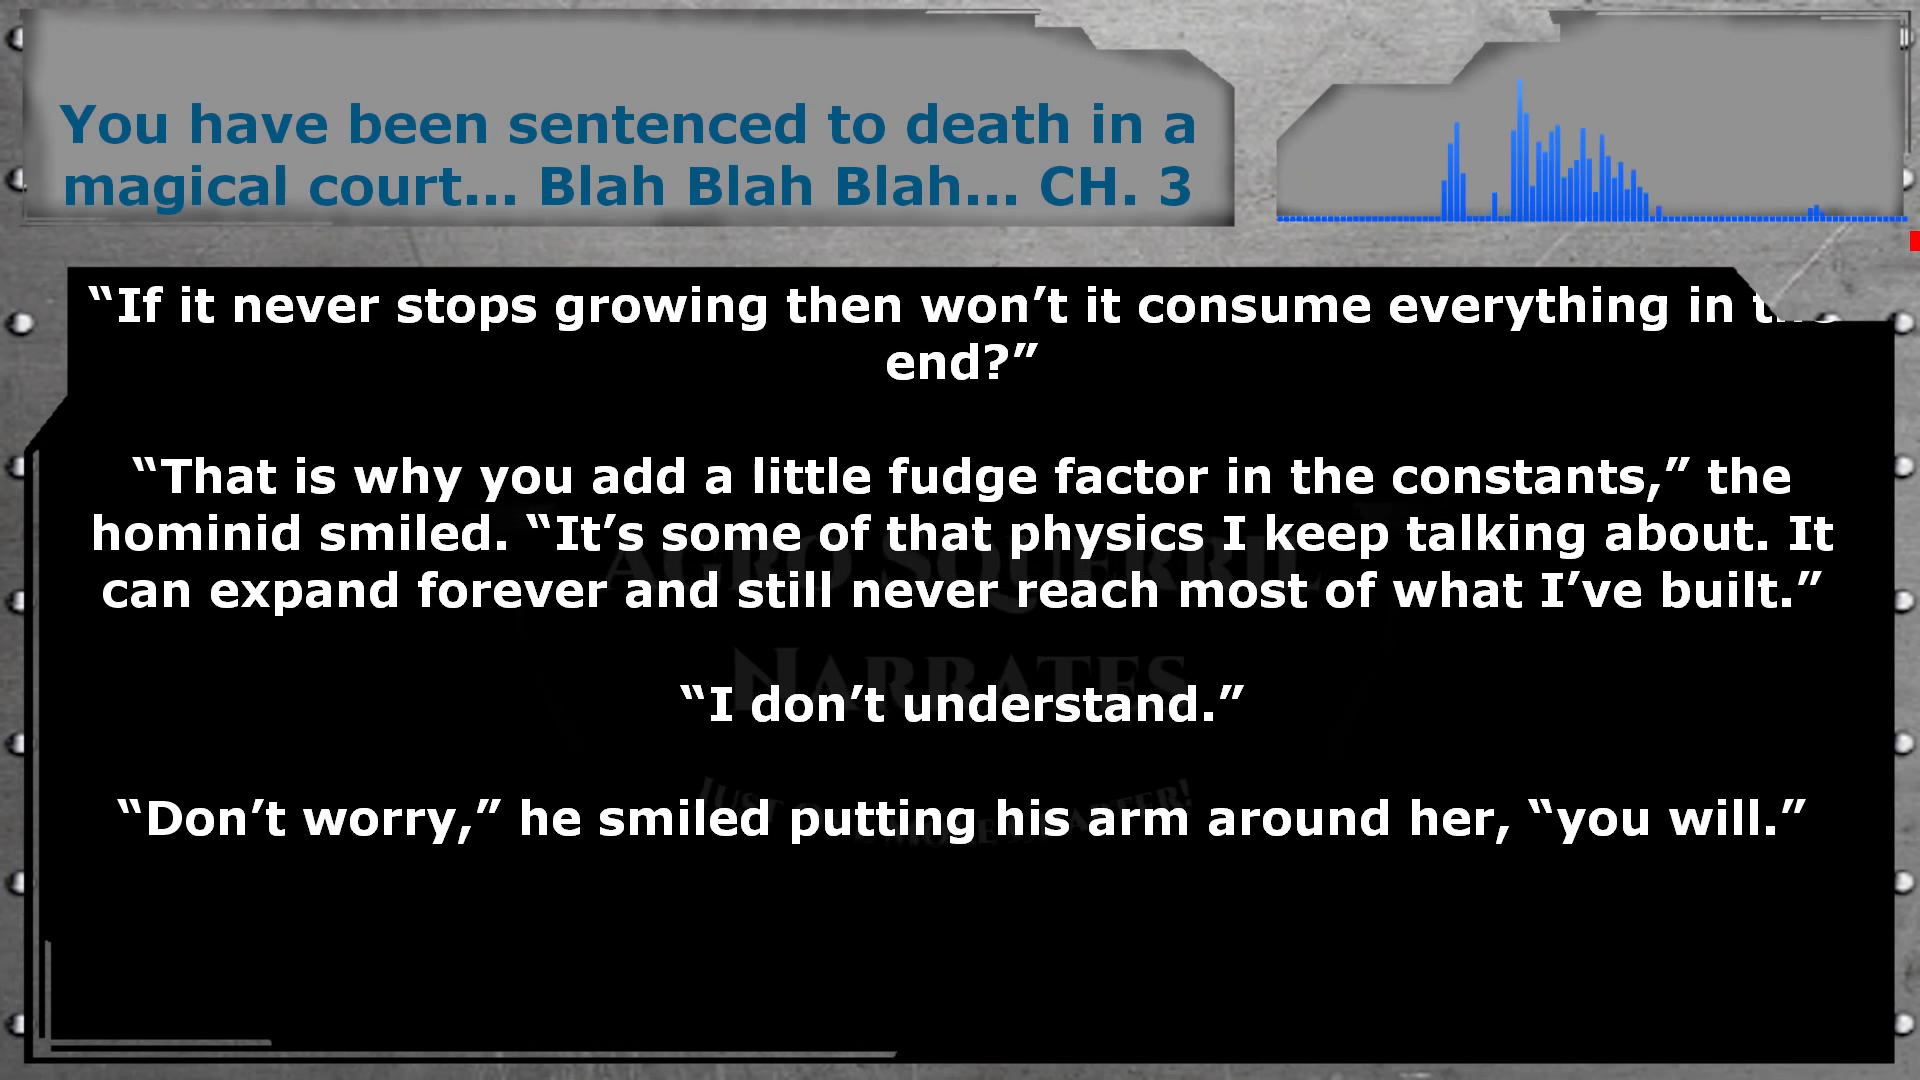 You have been sentenced to death in a
magical court... Blah Blah Blah... CH. 3
“If it never stops growing then won’t it consume everything in
end?”
“That is why you add a little fudge factor in the constants,” the
hominid smiled. “It’s some of that physics I keep talking about. It
can expand forever and still never reach most of what I’ve built.”
“I don’t understand.”
“Don’t worry,” he smiled putting his arm around her, “you will.”
Agro Squerril
Narrates